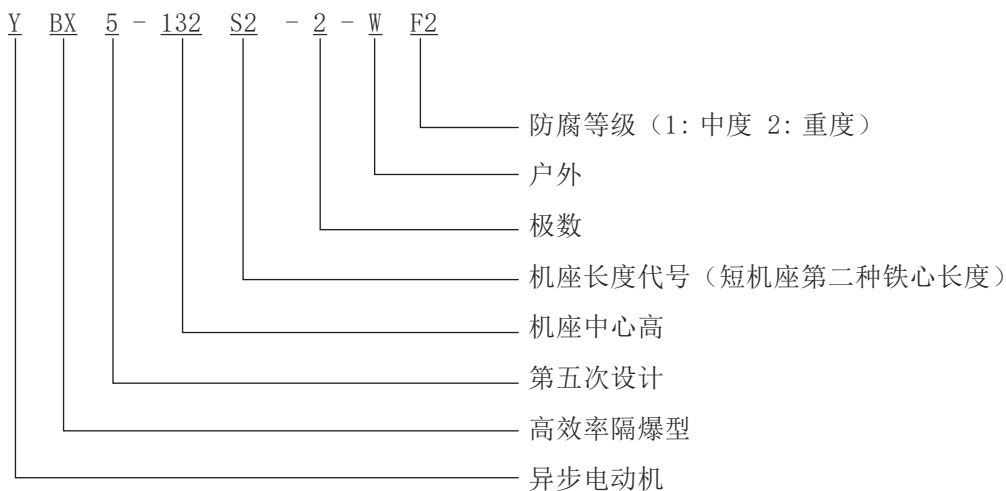 Y BX 5 - 132 S2 - 2 - W F2
防腐等级（1: 中度 2: 重度）
户外
极数
机座长度代号（短机座第二种铁心长度）
机座中心高
第五次设计
高效率隔爆型
异步电动机